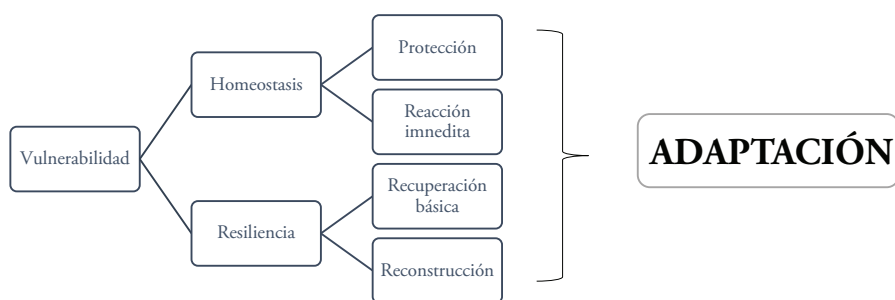 Protección
Homeostasis
Reacción
imnedita
Vulnerabilidad
ADAPTACIÓN
Recuperación
básica
Resiliencia
Reconstrucción